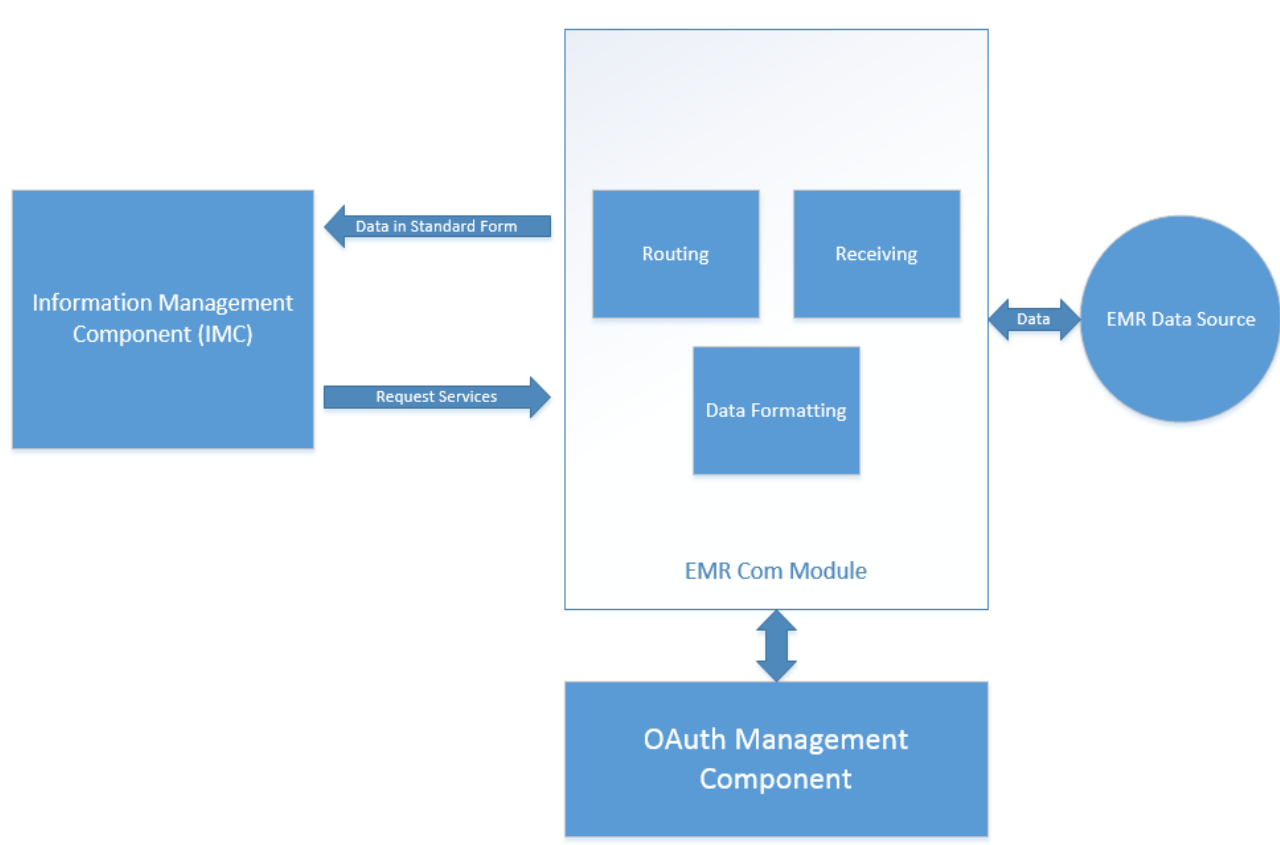 Information Management
Component (IMC)
Data in Standard Form
Request Services
Routing
Receiving
Data Formatting
EMR Com Module
Data
EMR Data Source
OAuth Management
Component